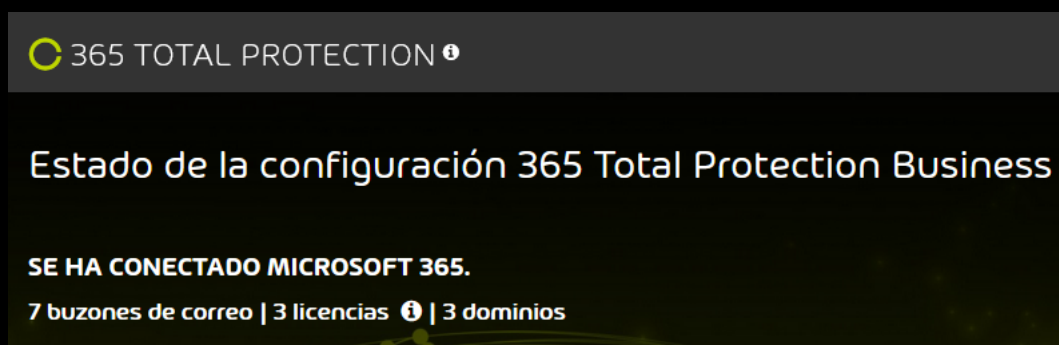 365 TOTAL PROTECTION
Estado de la configuración 365 Total Protection Business
SE HA CONECTADO MICROSOFT 365.
7 buzones de correo | 3 licencias | 3 dominios